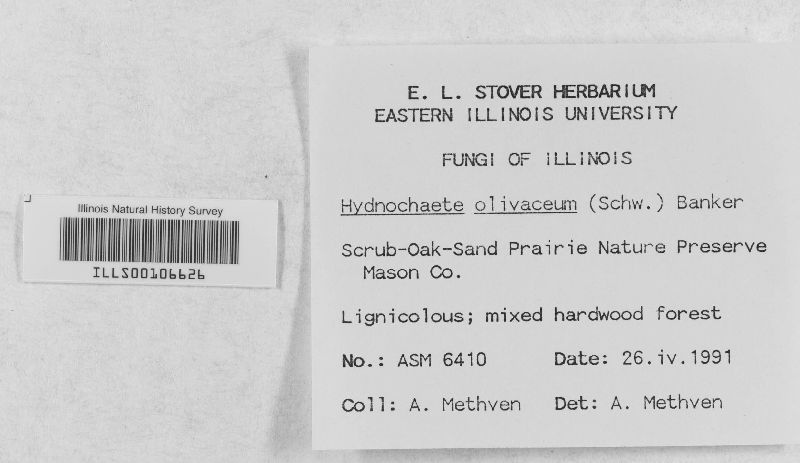 E. L. STOVER HERBARIUM
EASTERN ILLINOIS UNIVERSITY
FUNGI OF ILLINOIS
Hydnochaete olivaceum (Schw.) Banker
Scrub-Oak-Sand Prairie Nature Preserve
Mason Co.
Lignicolous; mixed hardwood forest
No.: ASM 6410 Date: 26.iv.1991
Coll: A. Methven Det: A. Methven
Illinois Natural History Survey
ILLS00106626